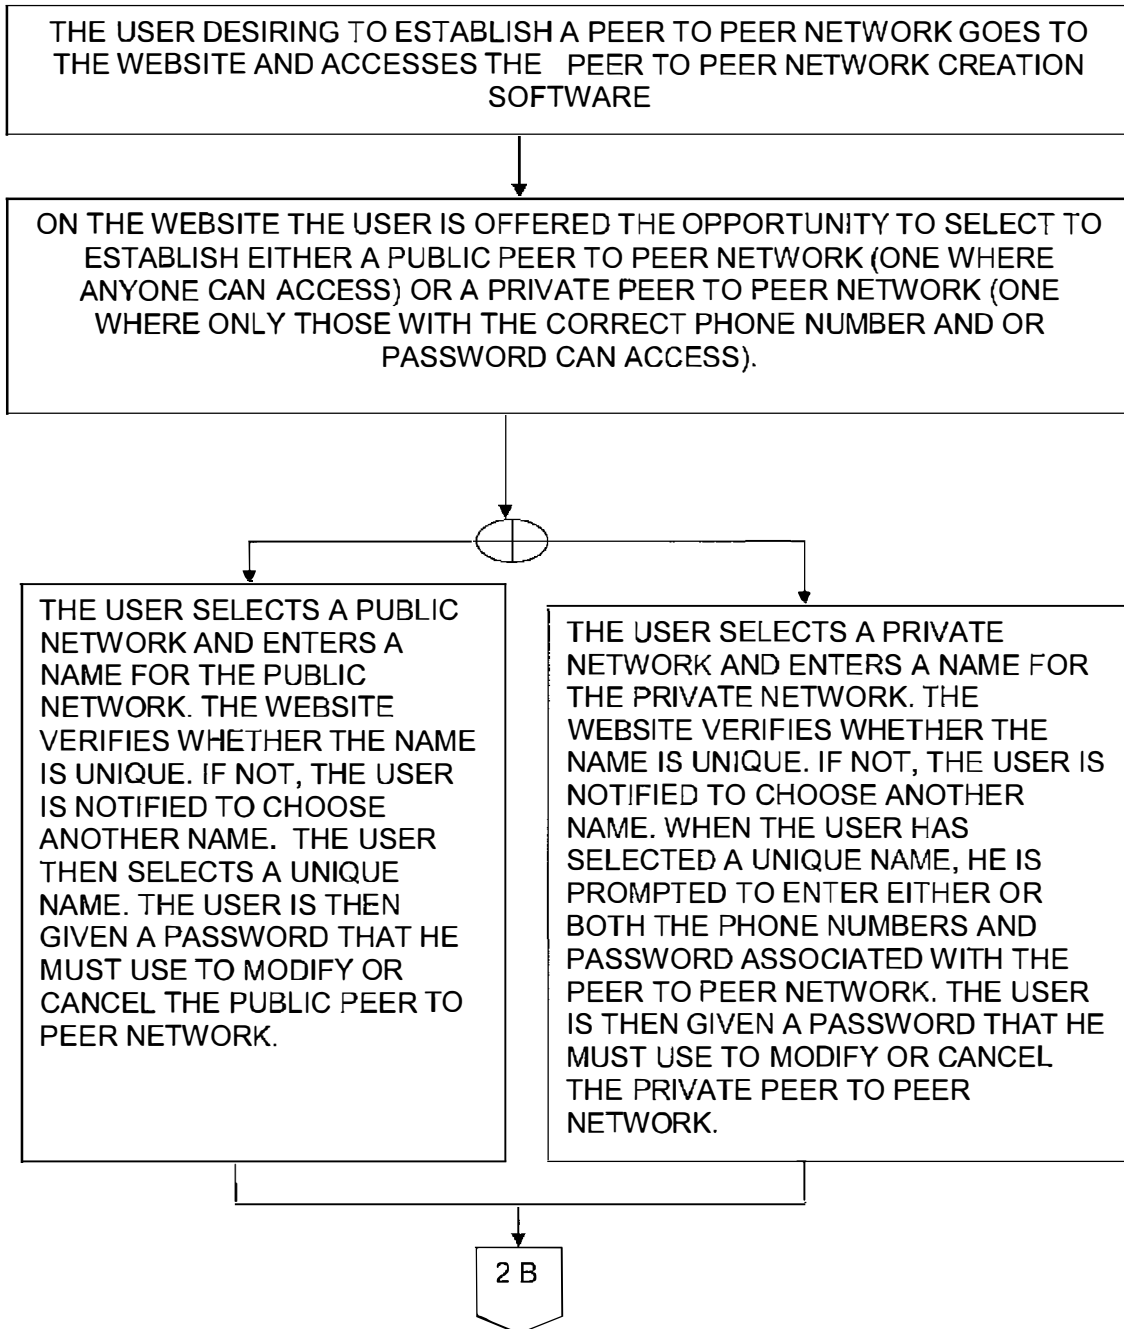 THE USER DESIRING TO ESTABLISH A PEER TO PEER NETWORK GOES TO
THE WEBSITE AND ACCESSES THE PEER TO PEER NETWORK CREATION
SOFTWARE
ON THE WEBSITE THE USER IS OFFERED THE OPPORTUNITY TO SELECT TO
ESTABLISH EITHER A PUBLIC PEER TO PEER NETWORK (ONE WHERE
ANYONE CAN ACCESS) OR A PRIVATE PEER TO PEER NETWORK (ONE
WHERE ONLY THOSE WITH THE CORRECT PHONE NUMBER AND OR
PASSWORD CAN ACCESS).
THE USER SELECTS A PUBLIC
NETWORK AND ENTERS A
NAME FOR THE PUBLIC
NETWORK. THE WEBSITE
VERIFIES WHETHER THE NAME
IS UNIQUE. IF NOT, THE USER
IS NOTIFIED TO CHOOSE
ANOTHER NAME. THE USER
THEN SELECTS A UNIQUE
NAME. THE USER IS THEN
GIVEN A PASSWORD THAT HE
MUST USE TO MODIFY OR
CANCEL THE PUBLIC PEER TO
PEER NETWORK.
THE USER SELECTS A PRIVATE
NETWORK AND ENTERS A NAME FOR
THE PRIVATE NETWORK. THE
WEBSITE VERIFIES WHETHER THE
NAME IS UNIQUE. IF NOT, THE USER IS
NOTIFIED TO CHOOSE ANOTHER
NAME. WHEN THE USER HAS
SELECTED A UNIQUE NAME, HE IS
PROMPTED TO ENTER EITHER OR
BOTH THE PHONE NUMBERS AND
PASSWORD ASSOCIATED WITH THE
PEER TO PEER NETWORK. THE USER
IS THEN GIVEN A PASSWORD THAT HE
MUST USE TO MODIFY OR CANCEL
THE PRIVATE PEER TO PEER
NETWORK.
2 B